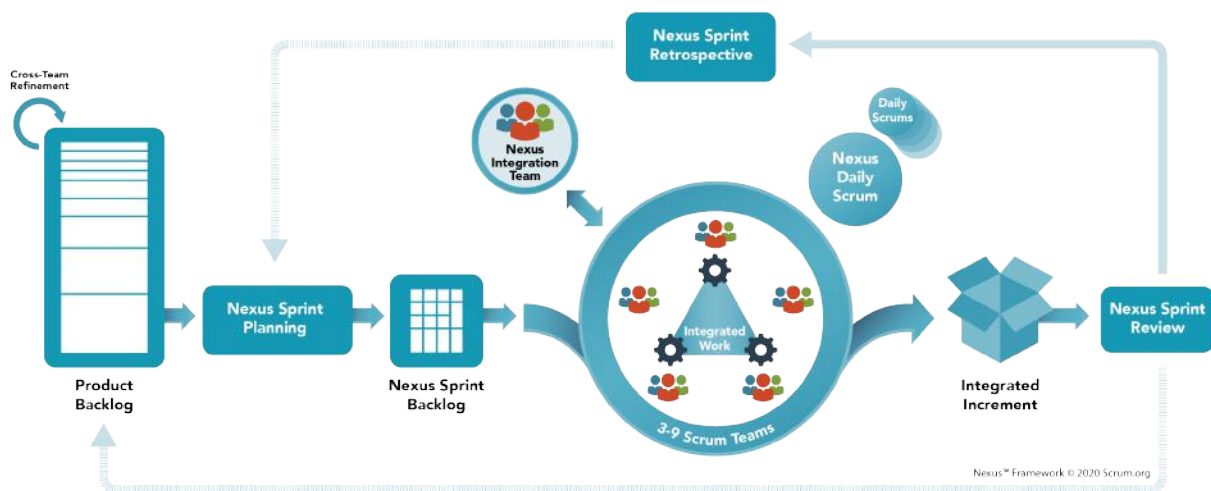 Cross-Team
Refinement
Product
Backlog
Nexus Sprint
Planning
Nexus Sprint
Backlog
Nexus Sprint
Retrospective
Nexus
Integration
Team
Daily
Scrums
Nexus
Daily
Scrum
Integrated
Work
3-9 Scrum Teams
Integrated
Increment
Nexus Sprint
Review
Nexus℠ Framework © 2020 Scrum.org